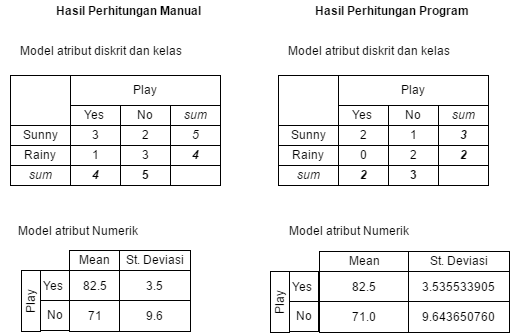 Hasil Perhitungan Manual
Model atribut diskrit dan kelas
Play
Yes No sum
Sunny 3 2 5
Rainy 1 3 4
sum 4 5
Model atribut Numerik
Mean St. Deviasi
Play
Yes 82.5 3.5
No 71 9.6
Hasil Perhitungan Program
Model atribut diskrit dan kelas
Play
Yes No sum
Sunny 2 1 3
Rainy 0 2 2
sum 2 3
Model atribut Numerik
Mean St. Deviasi
Play
Yes 82.5 3.535533905
No 71.0 9.643650760